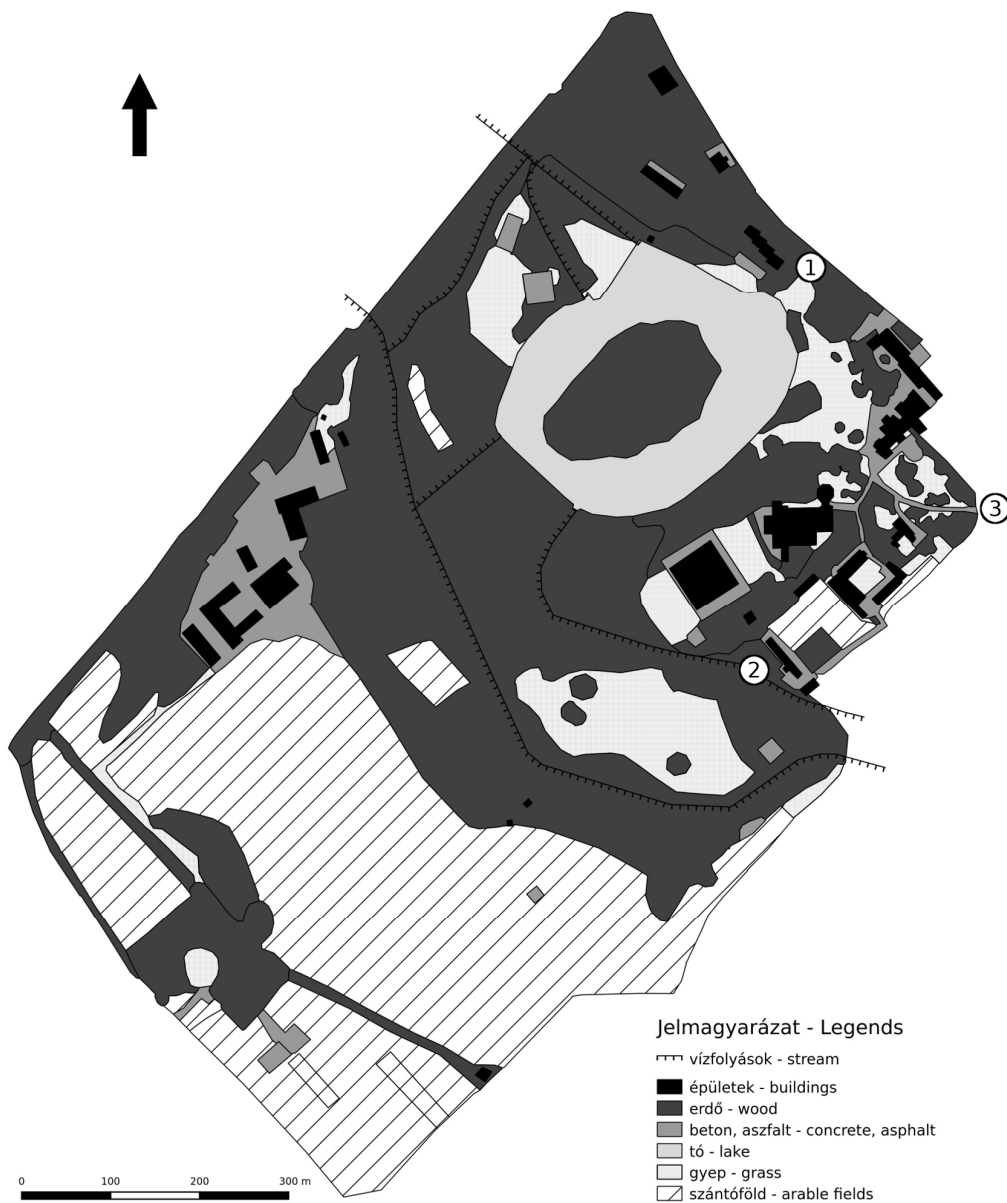 1
3
2
Jelmagyarázat - Legends
vízfolyások - stream
épületek - buildings
erdő - wood
beton, aszfalt - concrete, asphalt
tó - lake
gyep - grass
szántóföld - arable fields
0 100 200 300 m